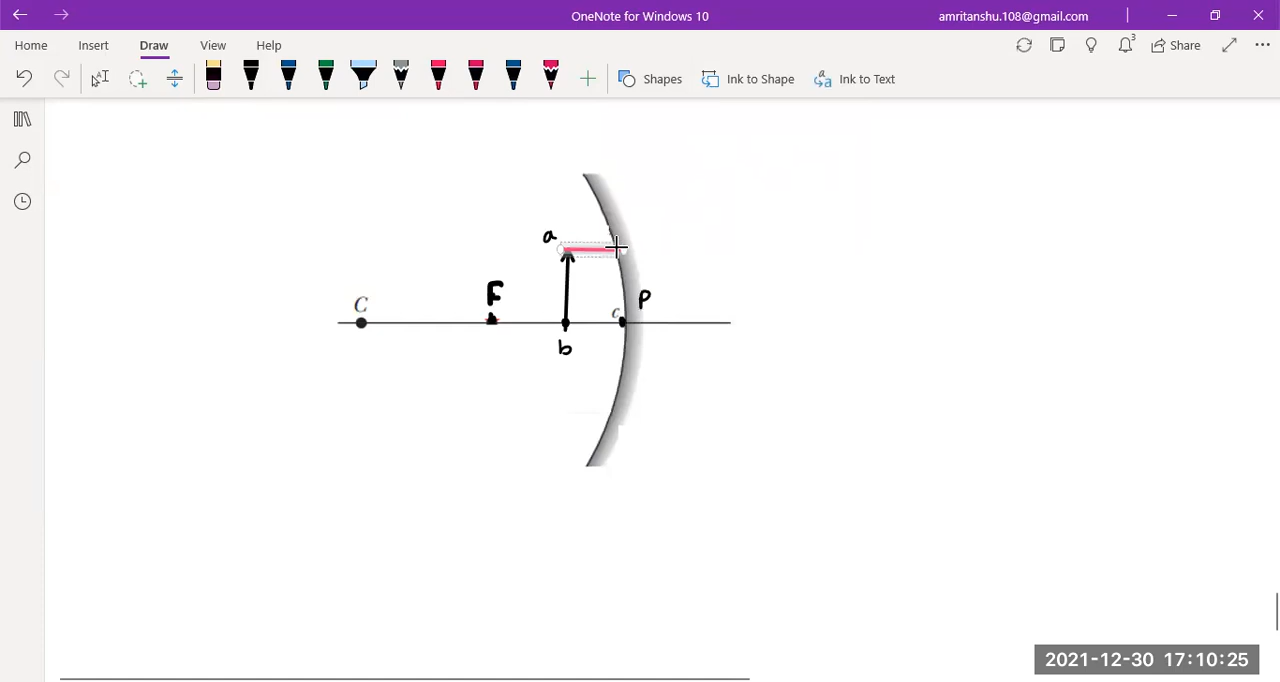 OneNote for Windows 10
amritanshu.108@gmail.com
Home Insert Draw View Help
3
Share
Shapes
Ink to Shape
Ink to Text
a
F
P
C
c
b
2021-12-30 17:10:25